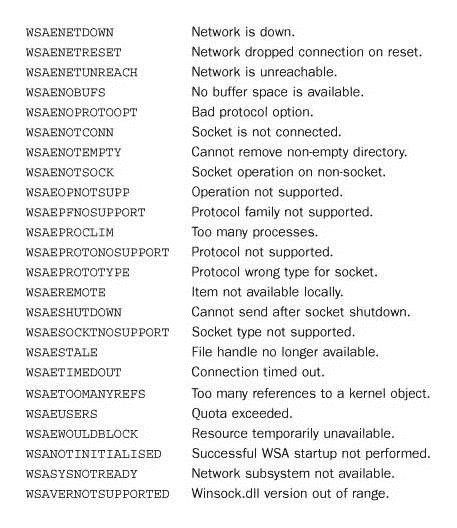 WSAENETDOWN Network is down.
WSAENETRESET Network dropped connection on reset.
WSAENETUNREACH Network is unreachable.
WSAENOBUFS No buffer space is available.
WSAENOPROTOOPT Bad protocol option.
WSAENOTCONN Socket is not connected.
WSAENOTEMPTY Cannot remove non-empty directory.
WSAENOTSOCK Socket operation on non-socket.
WSAEOPNOTSUPP Operation not supported.
WSAEPFNOSUPPORT Protocol family not supported.
WSAEPROCLIM Too many processes.
WSAEPROTONOSUPPORT Protocol not supported.
WSAEPROTOTYPE Protocol wrong type for socket.
WSAEREMOTE Item not available locally.
WSAESHUTDOWN Cannot send after socket shutdown.
WSAESOCKTNOSUPPORT Socket type not supported.
WSAESTALE File handle no longer available.
WSAETIMEDOUT Connection timed out.
WSAETOOMANYREFS Too many references to a kernel object.
WSAEUSERS Quota exceeded.
WSAEWOULDBLOCK Resource temporarily unavailable.
WSANOTINITIALISED Successful WSA startup not performed.
WSASYSNOTREADY Network subsystem not available.
WSAVERNOTSUPPORTED Winsock.dll version out of range.